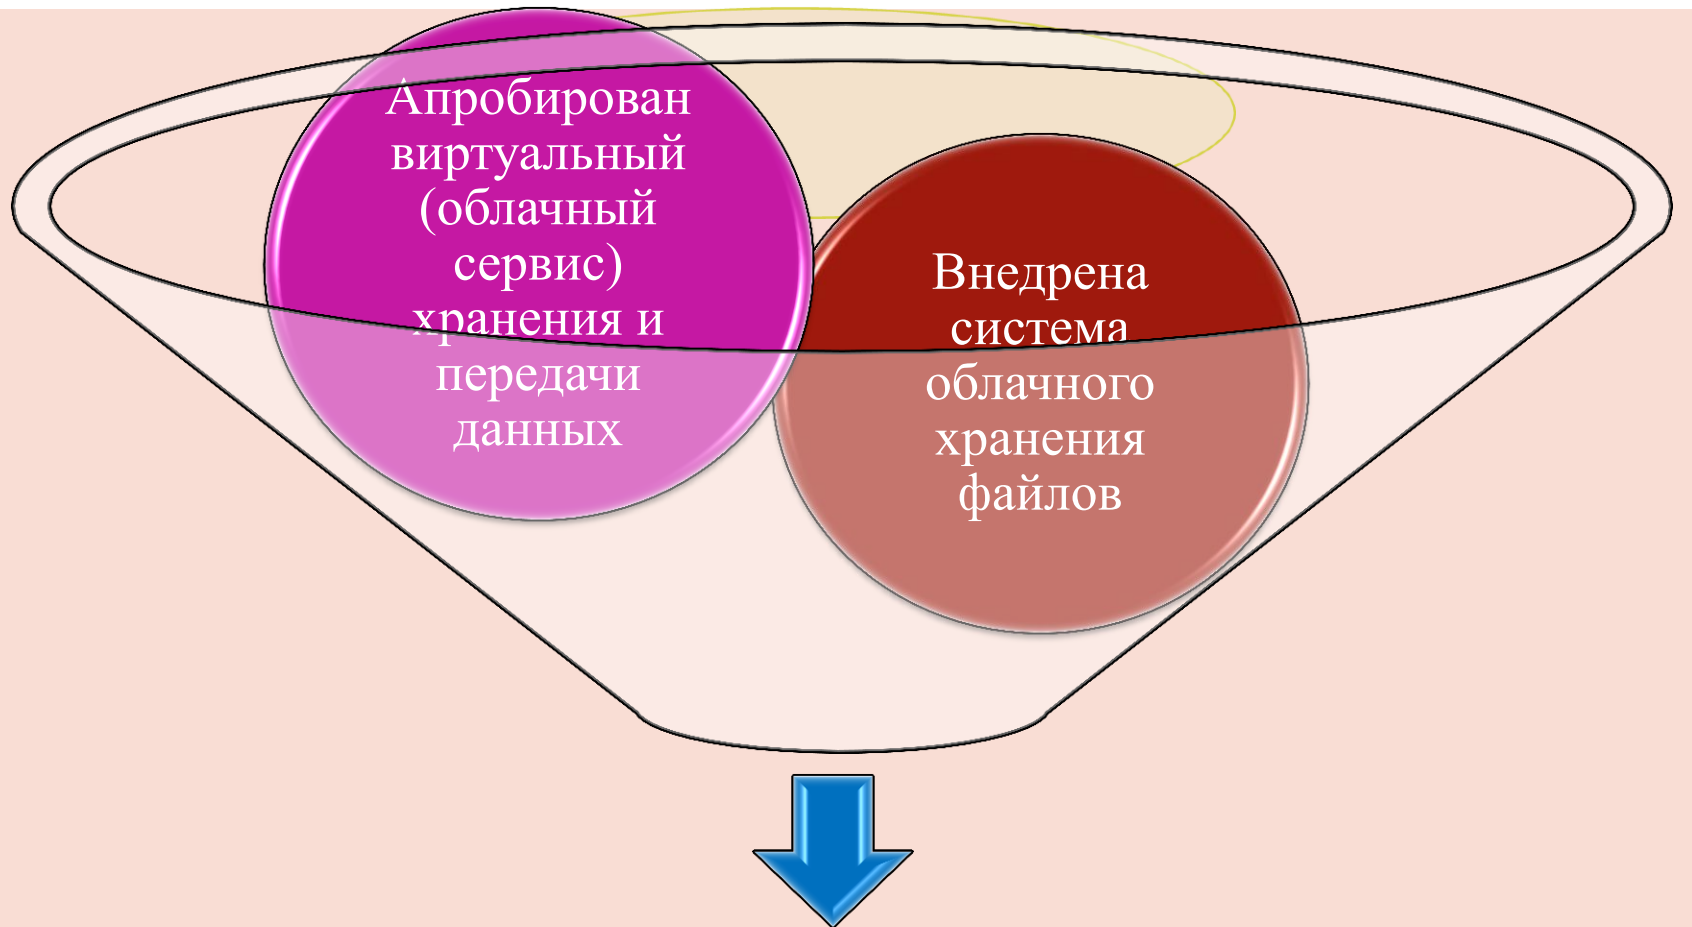 Апробирован
виртуальный
(облачный
сервис)
хранения и
передачи
данных
Внедрена
система
облачного
хранения
файлов